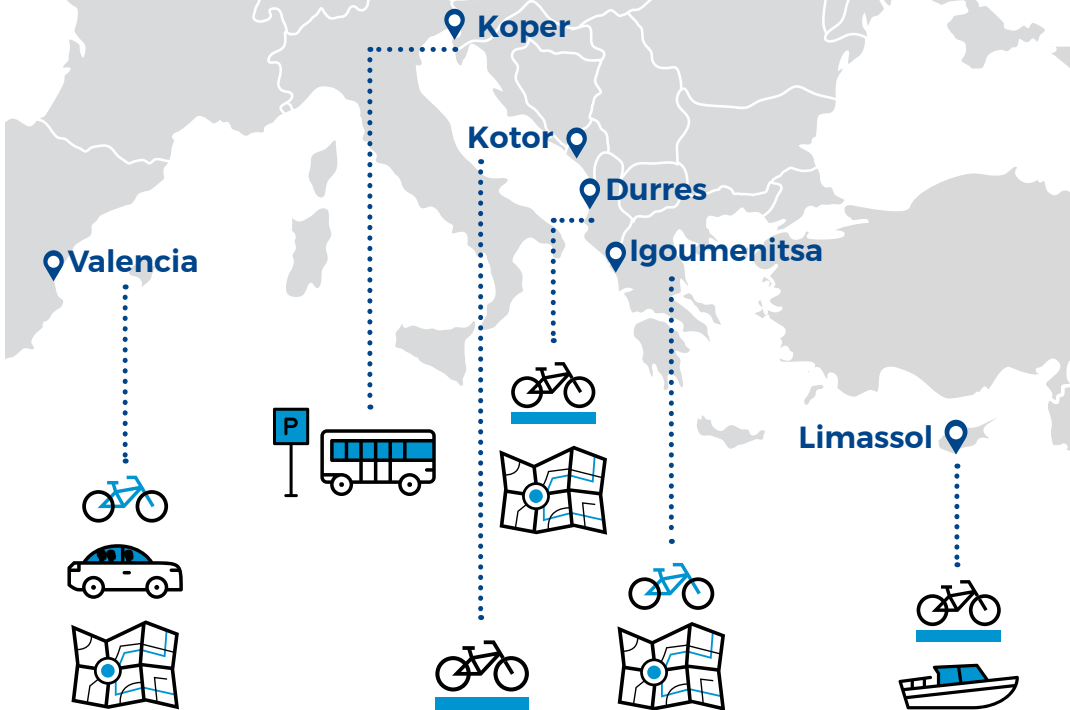 Koper
Kotor
Durres
Igoumenitsa
Valencia
P
Limassol